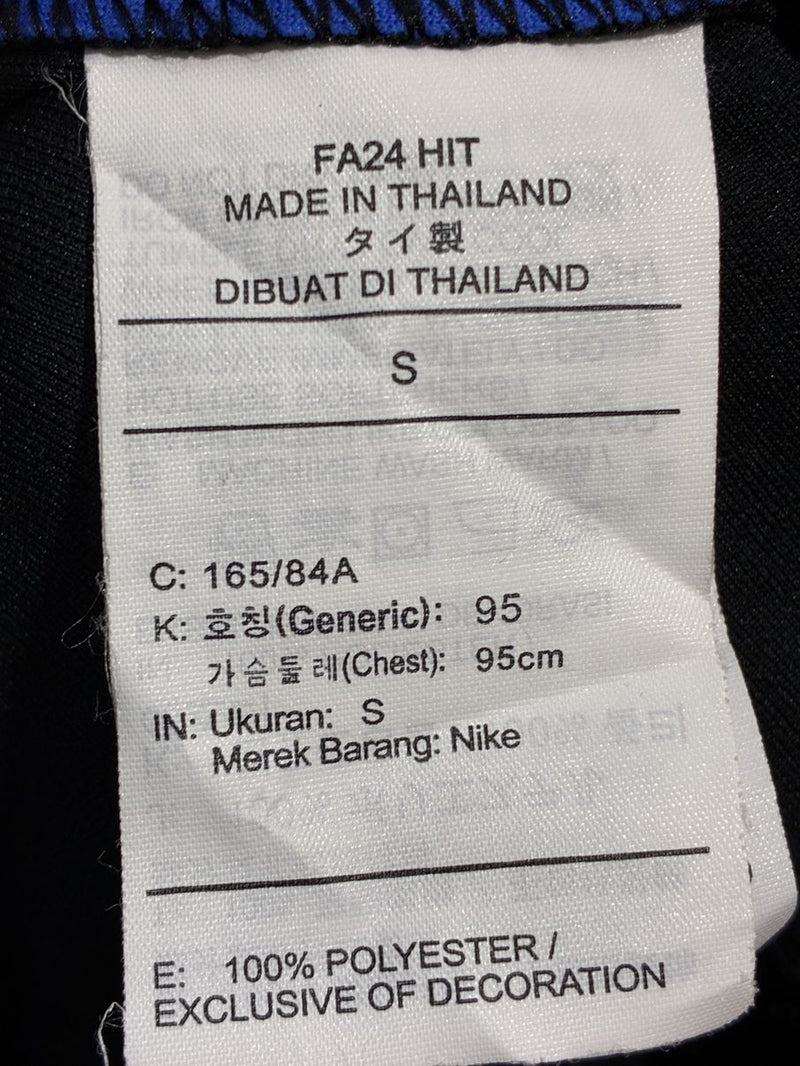 FA24 HIT
MADE IN THAILAND
タイ製
DIBUAT DI THAILAND
S
C: 165/84A
K: 호칭(Generic): 95
가슴둘레(Chest): 95cm
IN: Ukuran: S
Merek Barang: Nike
E: 100% POLYESTER /
EXCLUSIVE OF DECORATION